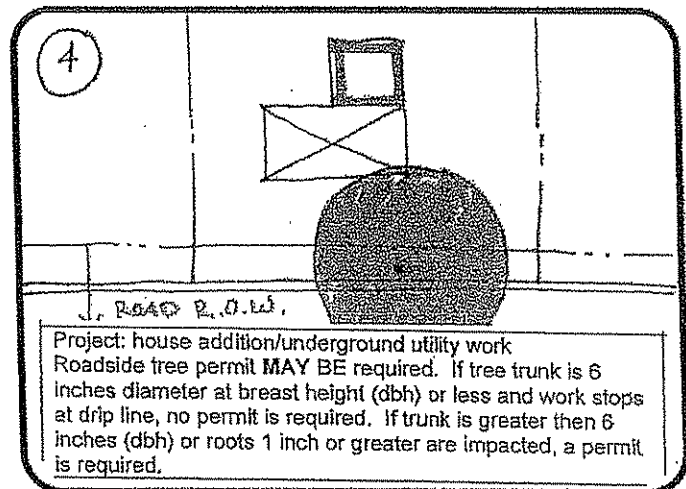 4
ROAD R.O.W.
Project: house addition/underground utility work
Roadside tree permit MAY BE required. If tree trunk is 6
inches diameter at breast height (dbh) or less and work stops
at drip line, no permit is required. If trunk is greater then 6
inches (dbh) or roots 1 inch or greater are impacted, a permit
is required.